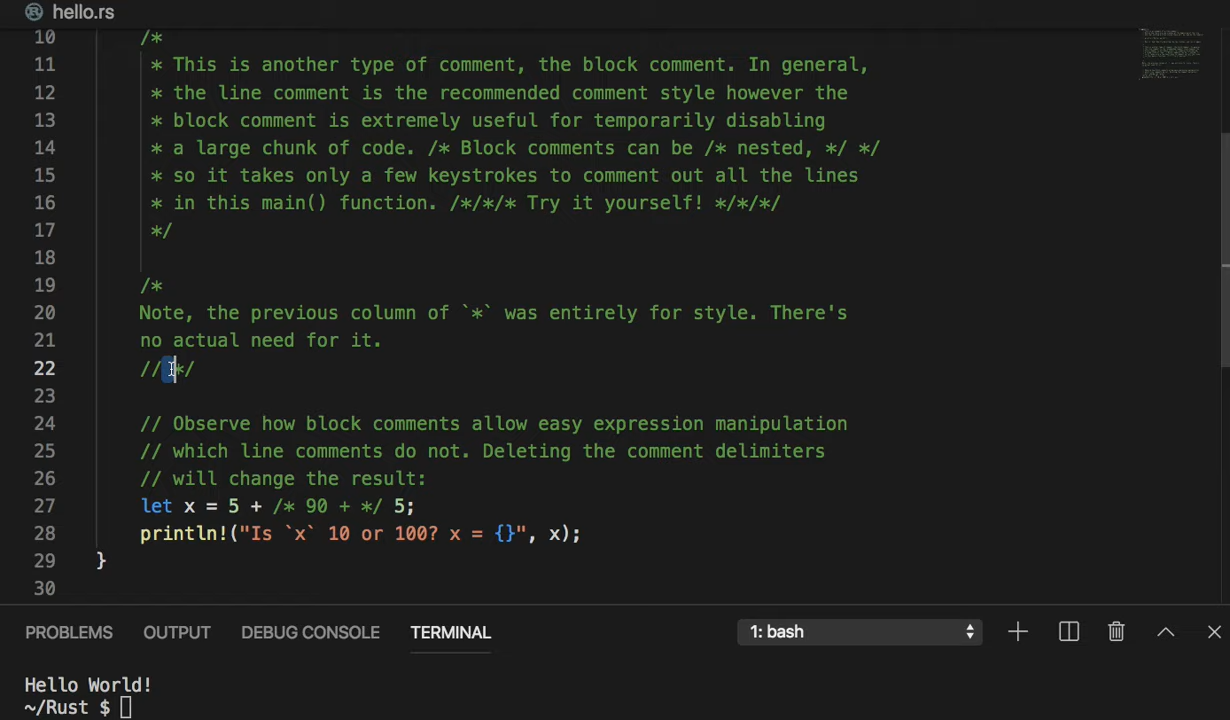 hello.rs
10 /*
11 * This is another type of comment, the block comment. In general,
12 * the line comment is the recommended comment style however the
13 * block comment is extremely useful for temporarily disabling
14 * a large chunk of code. /* Block comments can be /* nested, */ */
15 * so it takes only a few keystrokes to comment out all the lines
16 * in this main() function. /*/*/* Try it yourself! */*/*/
17 */
18
19 /*
20 Note, the previous column of `*` was entirely for style. There's
21 no actual need for it.
22 // */
23
24 // Observe how block comments allow easy expression manipulation
25 // which line comments do not. Deleting the comment delimiters
26 // will change the result:
27 let x = 5 + /* 90 + */ 5;
28 println!("Is `x` 10 or 100? x = {}", x);
29 }
30
PROBLEMS OUTPUT DEBUG CONSOLE TERMINAL 1: bash
Hello World!
~/Rust $